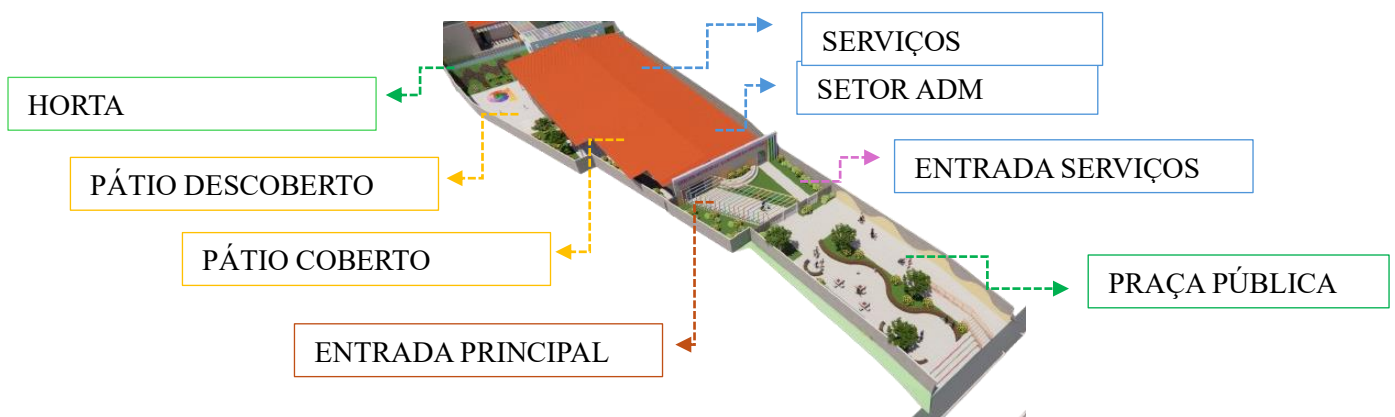 SERVIÇOS
SETOR ADM
HORTA
PÁTIO DESCOBERTO
ENTRADA SERVIÇOS
PÁTIO COBERTO
PRAÇA PÚBLICA
ENTRADA PRINCIPAL